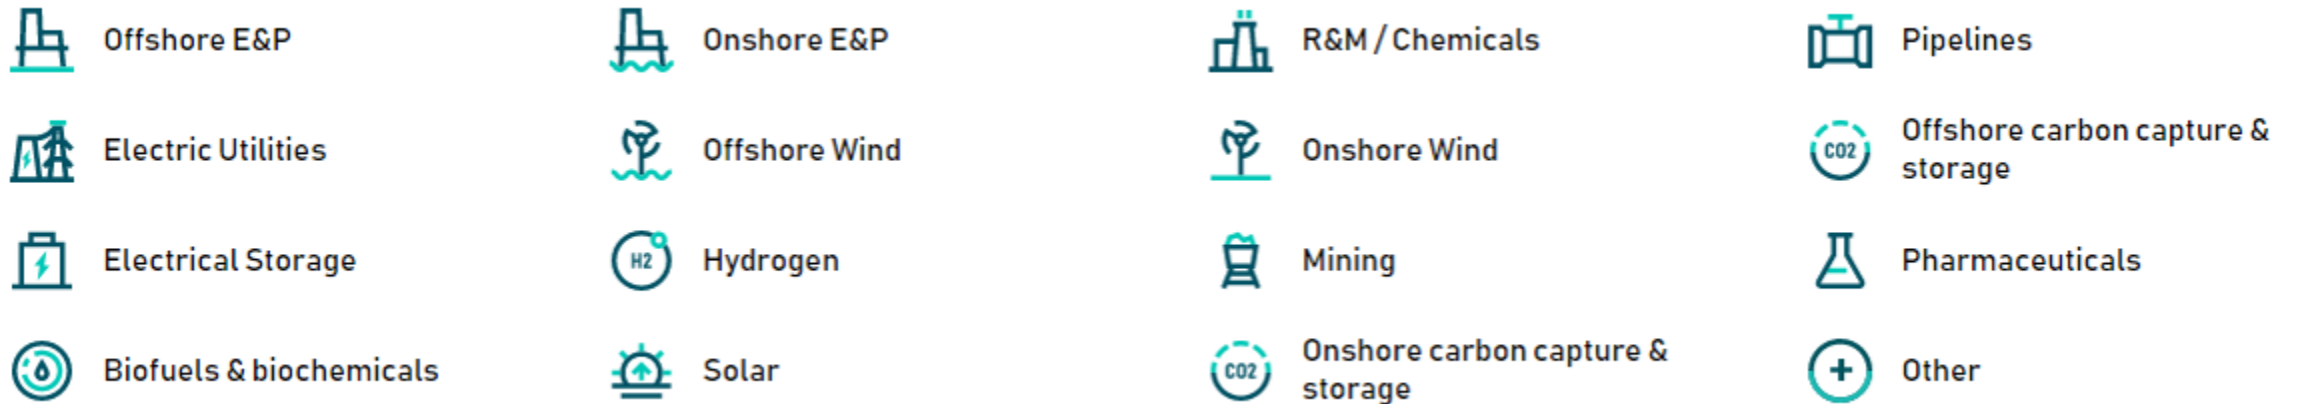 Offshore E&P
Onshore E&P
R&M / Chemicals
Pipelines
Electric Utilities
Offshore Wind
Onshore Wind
CO2
Offshore carbon capture &
storage
Electrical Storage
H2
Hydrogen
Mining
Pharmaceuticals
Biofuels & biochemicals
Solar
CO2
Onshore carbon capture &
storage
Other